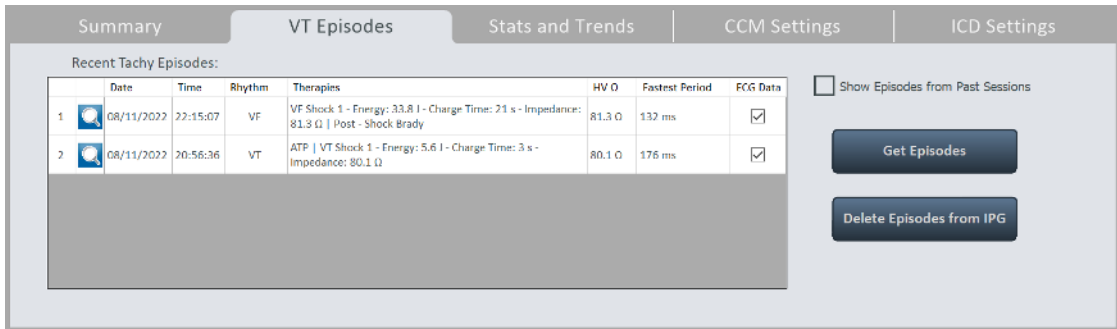 Summary VT Episodes Stats and Trends CCM Settings ICD Settings
Recent Tachy Episodes:
Show Episodes from Past Sessions
Date Time Rhythm Therapies HV Ω Fastest Period ECG Data
1 08/11/2022 22:15:07 VF VF Shock 1 - Energy: 33.8 J - Charge Time: 21 s - Impedance: 81.3 Ω 132 ms
81.3 Ω | Post - Shock Brady
2 08/11/2022 20:56:36 VT ATP | VT Shock 1 - Energy: 5.6 J - Charge Time: 3 s - 80.1 Ω 176 ms
Impedance: 80.1 Ω
Get Episodes
Delete Episodes from IPG